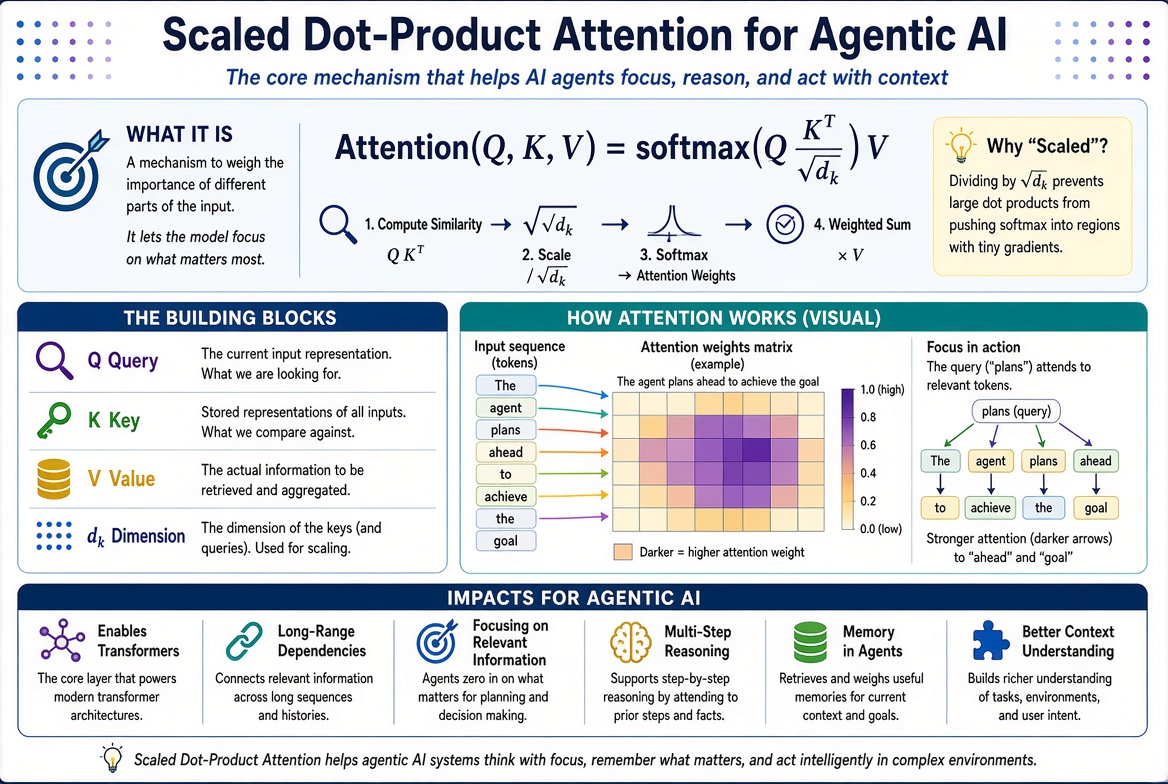 Scaled Dot-Product Attention for Agentic AI
The core mechanism that helps AI agents focus, reason, and act with context
WHAT IT IS
A mechanism to weigh the
importance of different
parts of the input.
It lets the model focus
on what matters most.
Attention(Q, K, V) = softmax(Q K^T / √d_k) V
1. Compute Similarity
Q K^T
√√d_k
2. Scale
/ √d_k
3. Softmax
→ Attention Weights
4. Weighted Sum
× V
Why “Scaled”?
Dividing by √d_k prevents
large dot products from
pushing softmax into regions
with tiny gradients.
THE BUILDING BLOCKS
Q Query
The current input representation.
What we are looking for.
K Key
Stored representations of all inputs.
What we compare against.
V Value
The actual information to be
retrieved and aggregated.
d_k Dimension
The dimension of the keys (and
queries). Used for scaling.
HOW ATTENTION WORKS (VISUAL)
Input sequence
(tokens)
The
agent
plans
ahead
to
achieve
the
goal
Attention weights matrix
(example)
The agent plans ahead to achieve the goal
1.0 (high)
0.8
0.6
0.4
0.2
0.0 (low)
Darker = higher attention weight
Focus in action
The query (“plans”) attends to
relevant tokens.
plans (query)
The agent plans ahead
to achieve the goal
Stronger attention (darker arrows)
to “ahead” and “goal”
IMPACTS FOR AGENTIC AI
Enables
Transformers
The core layer that powers
modern transformer
architectures.
Long-Range
Dependencies
Connects relevant information
across long sequences
and histories.
Focusing on
Relevant
Information
Agents zero in on what
matters for planning and
decision making.
Multi-Step
Reasoning
Supports step-by-step
reasoning by attending to
prior steps and facts.
Memory
in Agents
Retrieves and weighs useful
memories for current
context and goals.
Better Context
Understanding
Builds richer understanding
of tasks, environments,
and user intent.
Scaled Dot-Product Attention helps agentic AI systems think with focus, remember what matters, and act intelligently in complex environments.